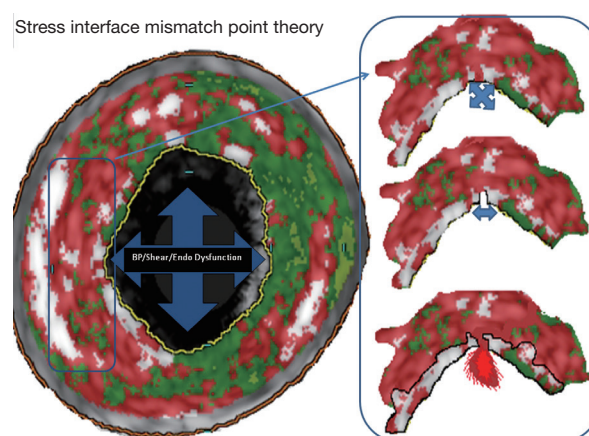 Stress interface mismatch point theory
BP/Shear/Endo Dysfunction